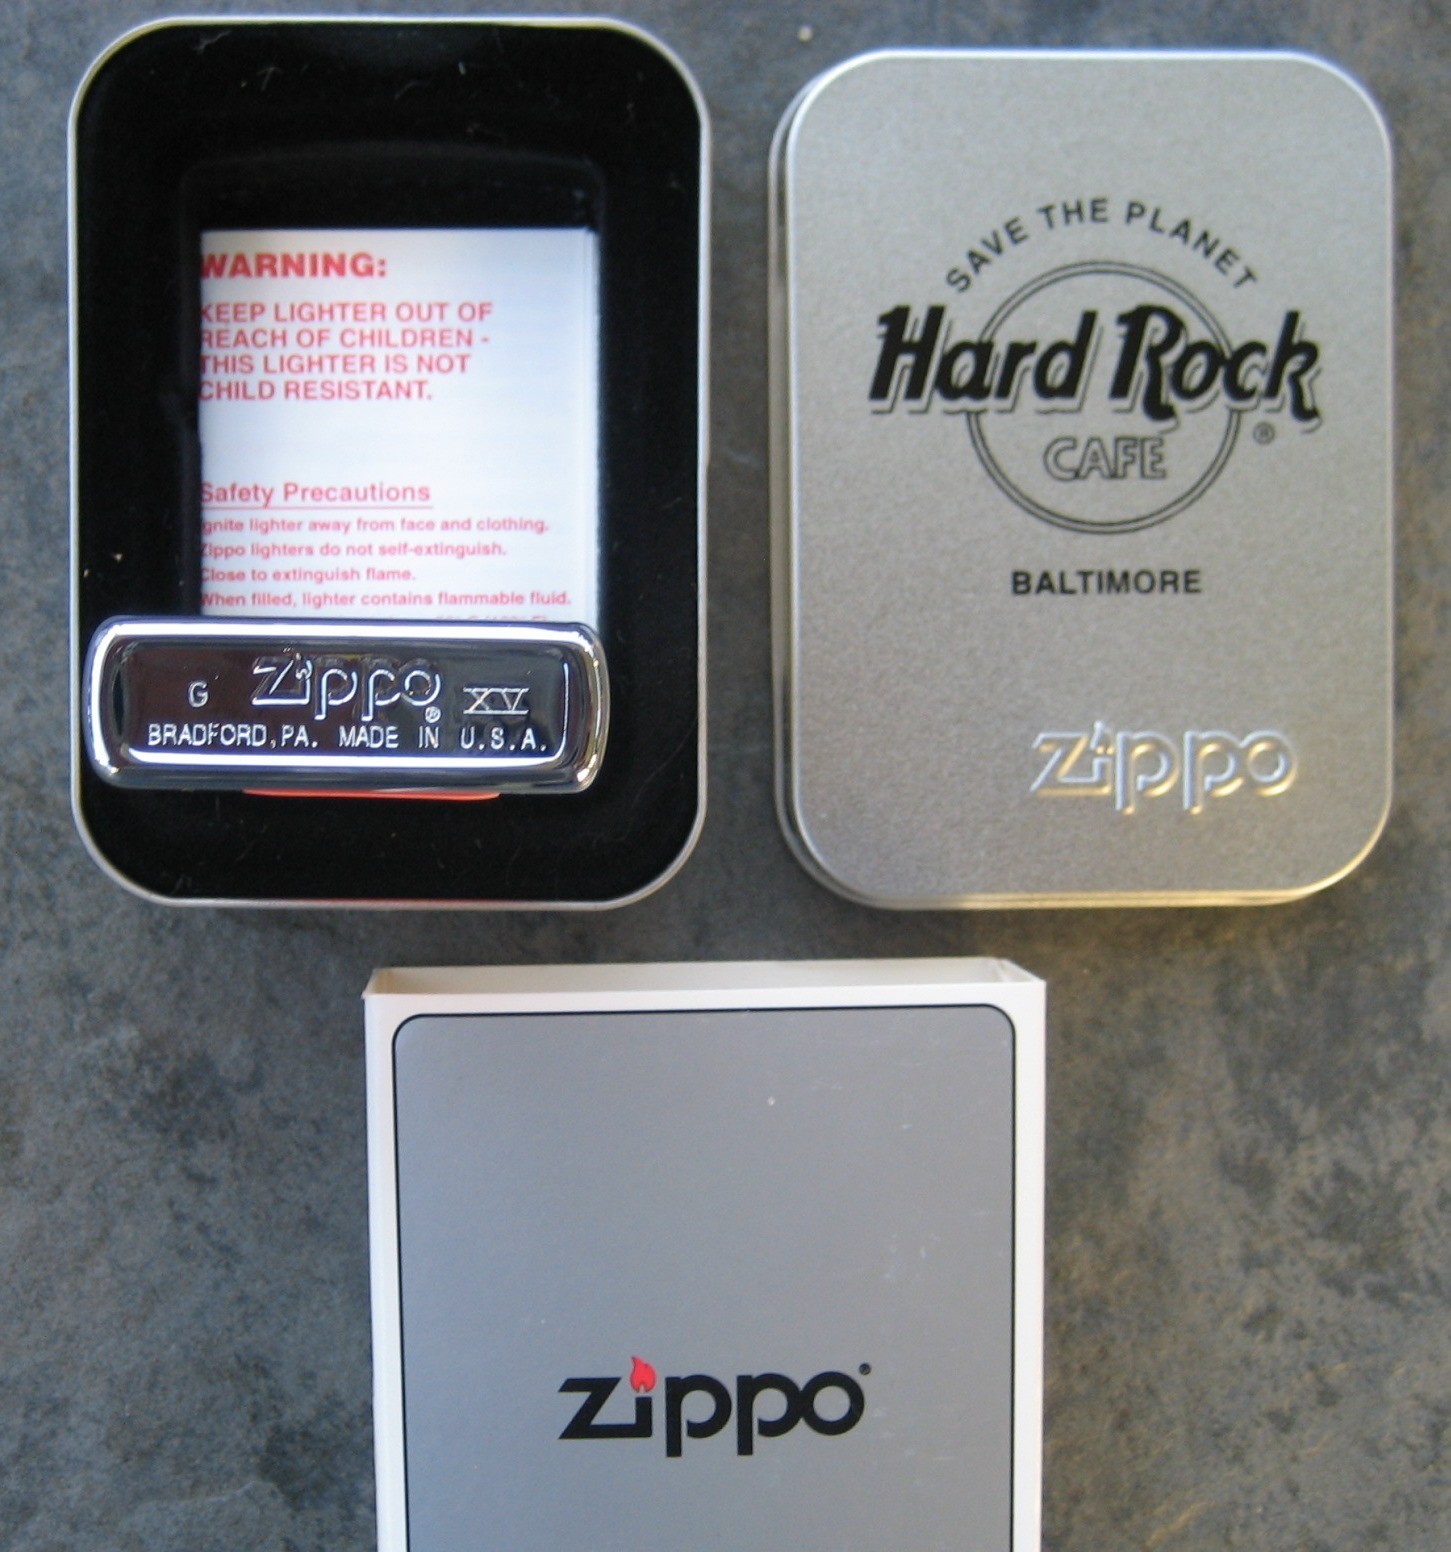 WARNING:
KEEP LIGHTER OUT OF
REACH OF CHILDREN -
THIS LIGHTER IS NOT
CHILD RESISTANT.
Safety Precautions
Ignite lighter away from face and clothing.
Zippo lighters do not self-extinguish.
Close to extinguish flame.
When filled, lighter contains flammable fluid.
G Zippo® XV
BRADFORD, PA. MADE IN U.S.A.
SAVE THE PLANET
Hard Rock®
CAFE
BALTIMORE
Zippo
Zippo®